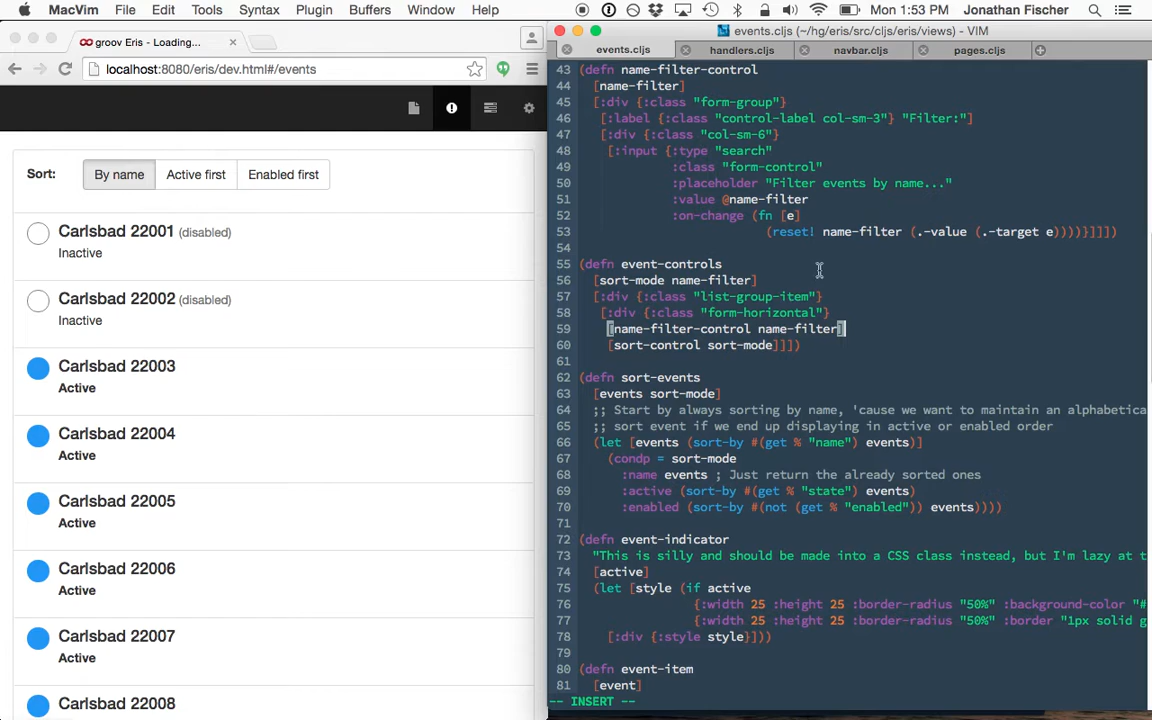 MacVim File Edit Tools Syntax Plugin Buffers Window Help Mon 1:53 PM Jonathan Fischer
groov Eris - Loading...
localhost:8080/eris/dev.html#/events
Sort: By name Active first Enabled first
Carlsbad 22001 (disabled)
Inactive
Carlsbad 22002 (disabled)
Inactive
Carlsbad 22003
Active
Carlsbad 22004
Active
Carlsbad 22005
Active
Carlsbad 22006
Active
Carlsbad 22007
Active
Carlsbad 22008
events.cljs (~/hg/eris/src/cljs/eris/views) - VIM
events.cljs handlers.cljs navbar.cljs pages.cljs
43 (defn name-filter-control
44 [name-filter]
45 [:div {:class "form-group"}
46 [:label {:class "control-label col-sm-3"} "Filter:"]
47 [:div {:class "col-sm-6"}
48 [:input {:type "search"
49 :class "form-control"
50 :placeholder "Filter events by name..."
51 :value @name-filter
52 :on-change (fn [e]
53 (reset! name-filter (.-value (.-target e))))}]]])
54
55 (defn event-controls
56 [sort-mode name-filter]
57 [:div {:class "list-group-item"}
58 [:div {:class "form-horizontal"}
59 [name-filter-control name-filter]
60 [sort-control sort-mode]]])
61
62 (defn sort-events
63 [events sort-mode]
64 ;; Start by always sorting by name, 'cause we want to maintain an alphabetica
65 ;; sort event if we end up displaying in active or enabled order
66 (let [events (sort-by #(get % "name") events)]
67 (condp = sort-mode
68 :name events ; Just return the already sorted ones
69 :active (sort-by #(get % "state") events)
70 :enabled (sort-by #(not (get % "enabled")) events))))
71
72 (defn event-indicator
73 "This is silly and should be made into a CSS class instead, but I'm lazy at t
74 [active]
75 (let [style (if active
76 {:width 25 :height 25 :border-radius "50%" :background-color "#
77 {:width 25 :height 25 :border-radius "50%" :border "1px solid g
78 [:div {:style style}]))
79
80 (defn event-item
81 [event]
-- INSERT --